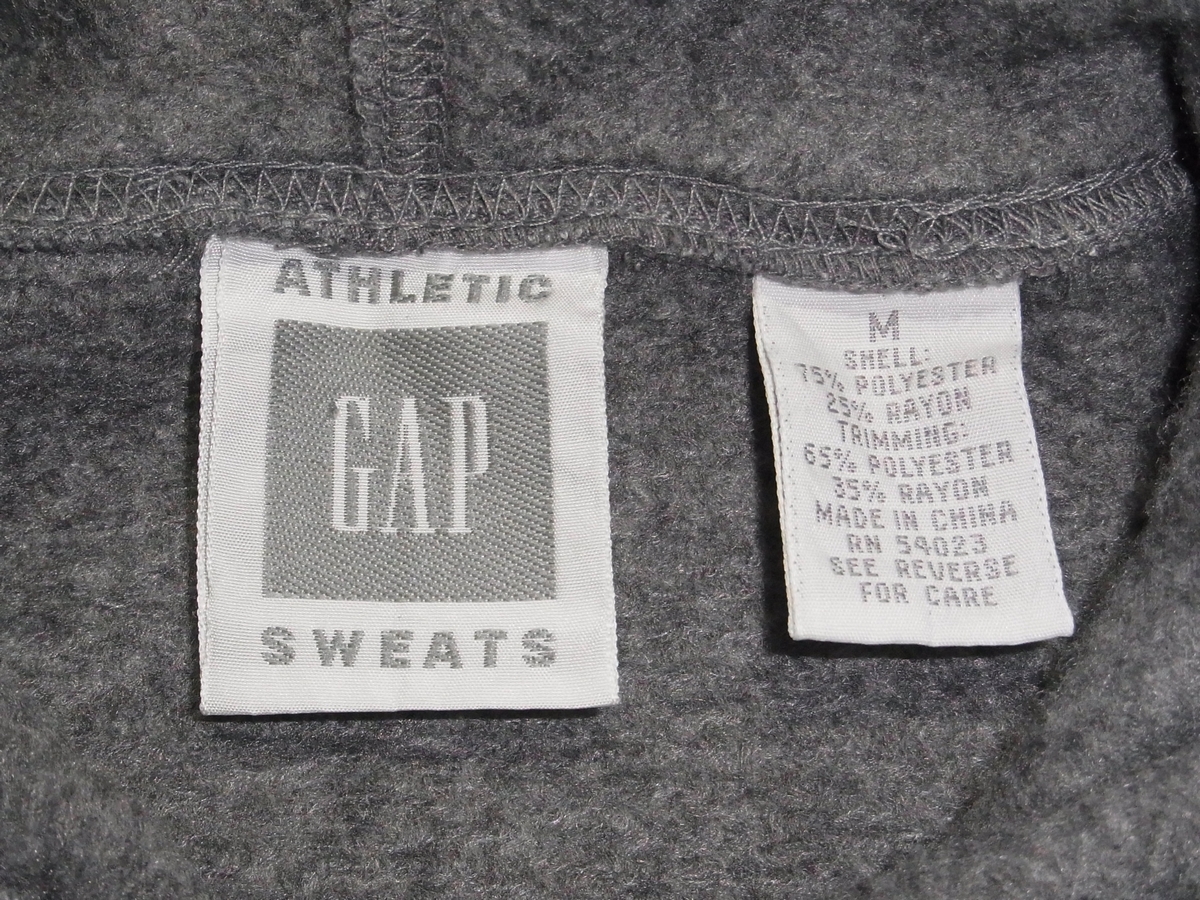 ATHLETIC
GAP
SWEATS
M
SHELL:
75% POLYESTER
25% RAYON
TRIMMING:
65% POLYESTER
35% RAYON
MADE IN CHINA
RN 54023
SEE REVERSE
FOR CARE